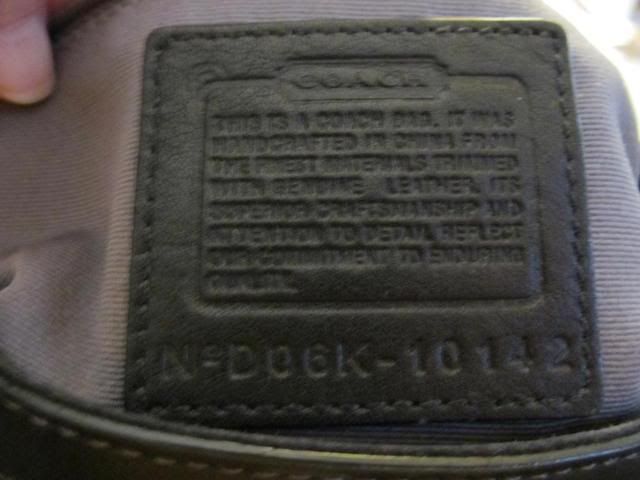 COACH
THIS IS A COACH BAG. IT WAS
HANDCRAFTED IN CHINA FROM
THE FINEST MATERIALS TRIMMED
WITH GENUINE LEATHER. ITS
SUPERIOR CRAFTSMANSHIP AND
ATTENTION TO DETAIL REFLECT
OUR COMMITMENT TO ENDURING
QUALITY.
Nº D06K-10142